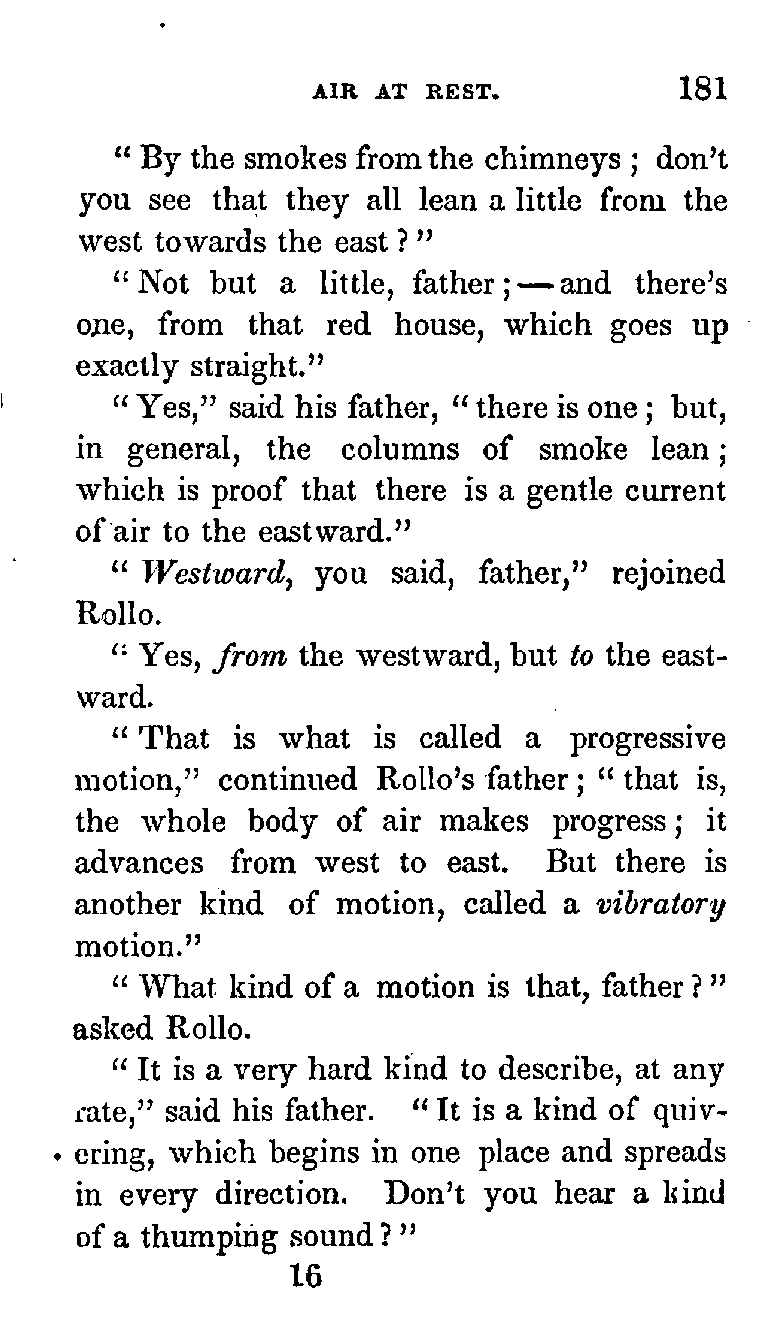 AIR AT REST. 181
“ By the smokes from the chimneys ; don’t
you see that they all lean a little from the
west towards the east ? ”
“ Not but a little, father ; — and there’s
one, from that red house, which goes up
exactly straight.”
“ Yes,” said his father, “ there is one ; but,
in general, the columns of smoke lean ;
which is proof that there is a gentle current
of air to the eastward.”
“ Westward, you said, father,” rejoined
Rollo.
“ Yes, from the westward, but to the east-
ward.
“ That is what is called a progressive
motion,” continued Rollo’s father ; “ that is,
the whole body of air makes progress ; it
advances from west to east. But there is
another kind of motion, called a vibratory
motion.”
“ What kind of a motion is that, father ? ”
asked Rollo.
“ It is a very hard kind to describe, at any
rate,” said his father. “ It is a kind of quiv-
ering, which begins in one place and spreads
in every direction. Don’t you hear a kind
of a thumping sound ? ”
16